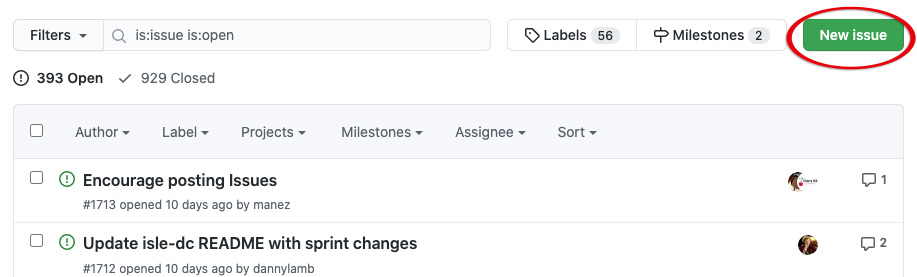 Filters is:issue is:open Labels 56 Milestones 2 New issue
393 Open 929 Closed
Author Label Projects Milestones Assignee Sort
Encourage posting Issues 1
#1713 opened 10 days ago by manez
Update isle-dc README with sprint changes 2
#1712 opened 10 days ago by dannylamb